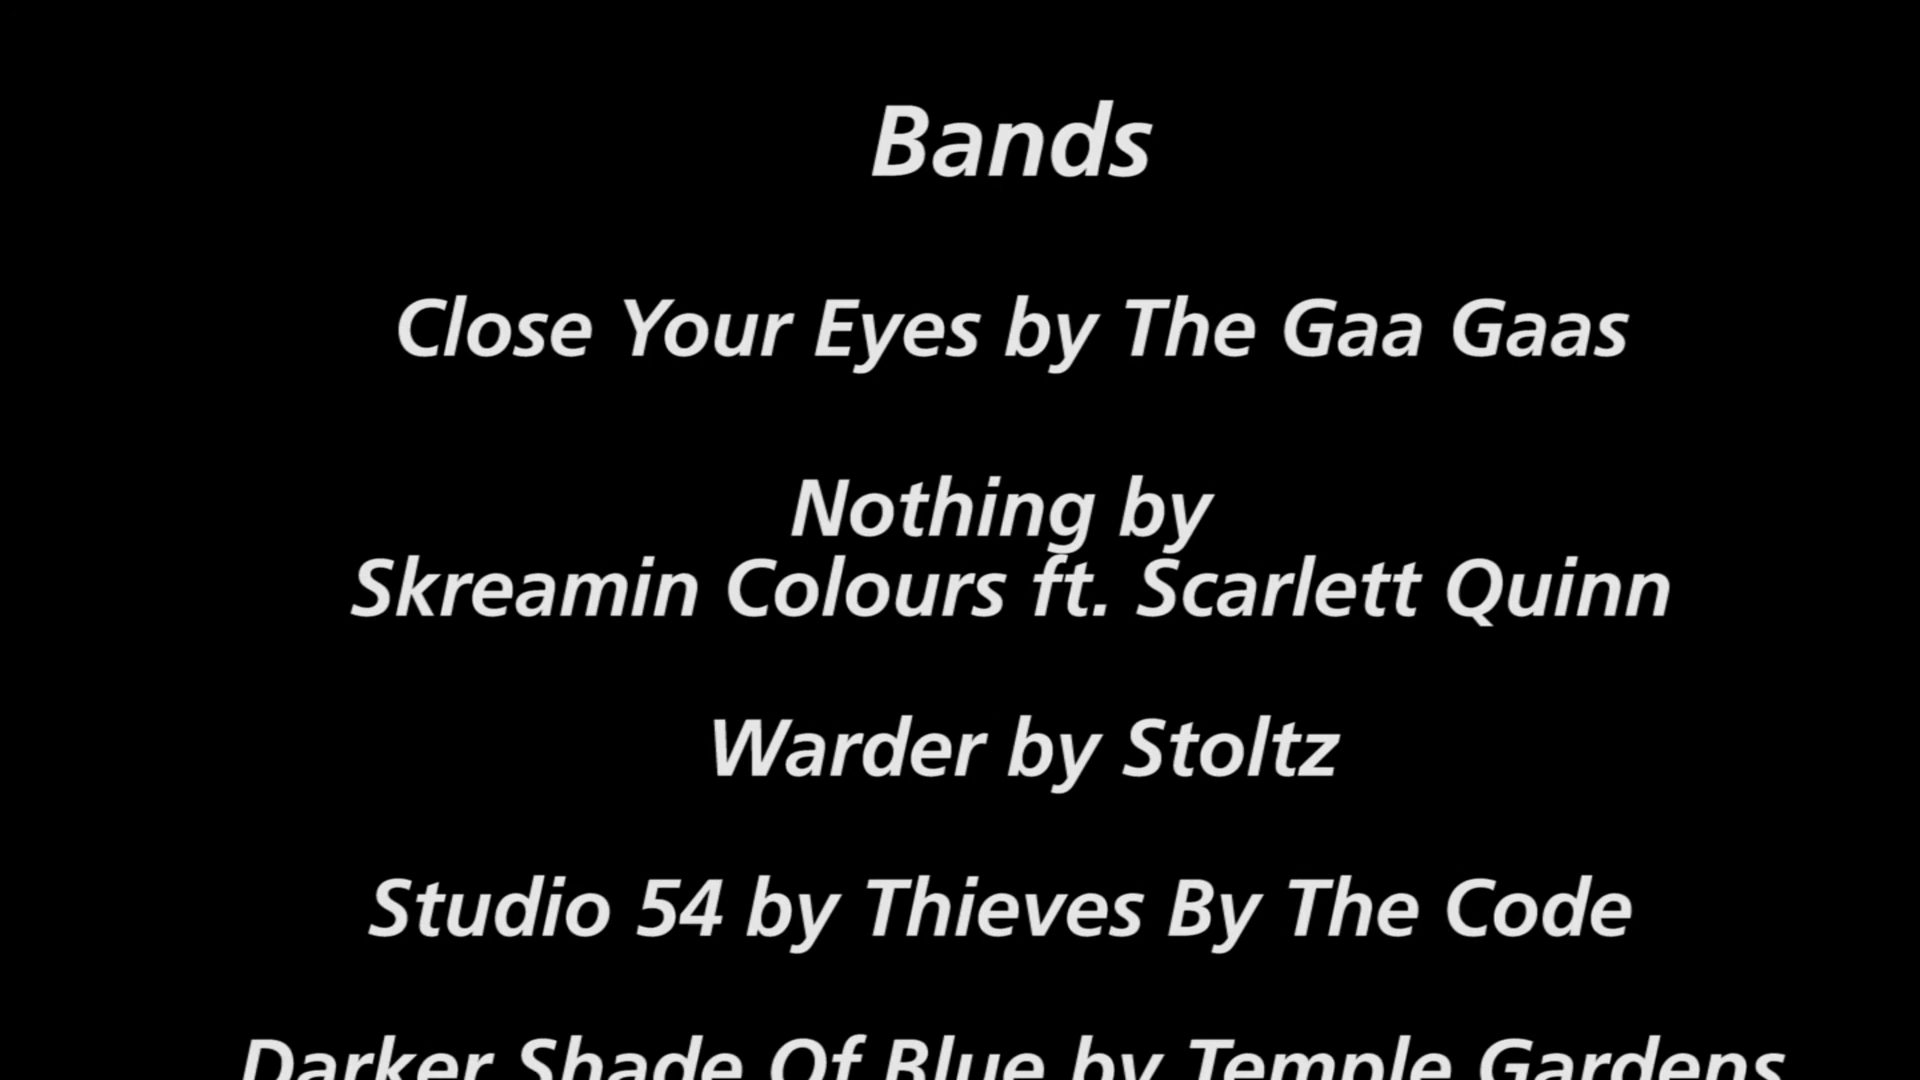 Bands
Close Your Eyes by The Gaa Gaas
Nothing by
Skreamin Colours ft. Scarlett Quinn
Warder by Stoltz
Studio 54 by Thieves By The Code
Darker Shade Of Blue by Temple Gardens